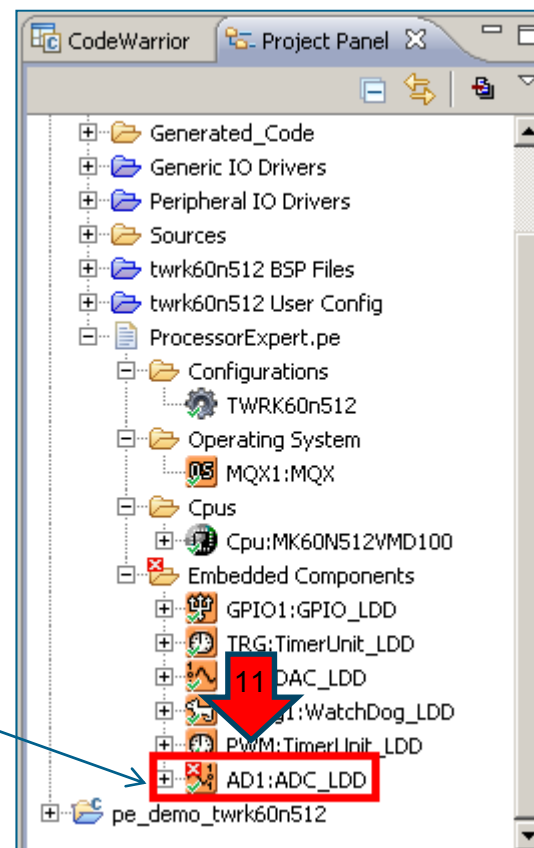 CodeWarrior Project Panel
Generated_Code
Generic IO Drivers
Peripheral IO Drivers
Sources
twrk60n512 BSP Files
twrk60n512 User Config
ProcessorExpert.pe
Configurations
TWRK60n512
Operating System
MQX1:MQX
Cpus
Cpu:MK60N512VMD100
Embedded Components
GPIO1:GPIO_LDD
TRG:TimerUnit_LDD
11
DAC_LDD
g1:WatchDog_LDD
PWM:TimerUnit_LDD
AD1:ADC_LDD
pe_demo_twrk60n512